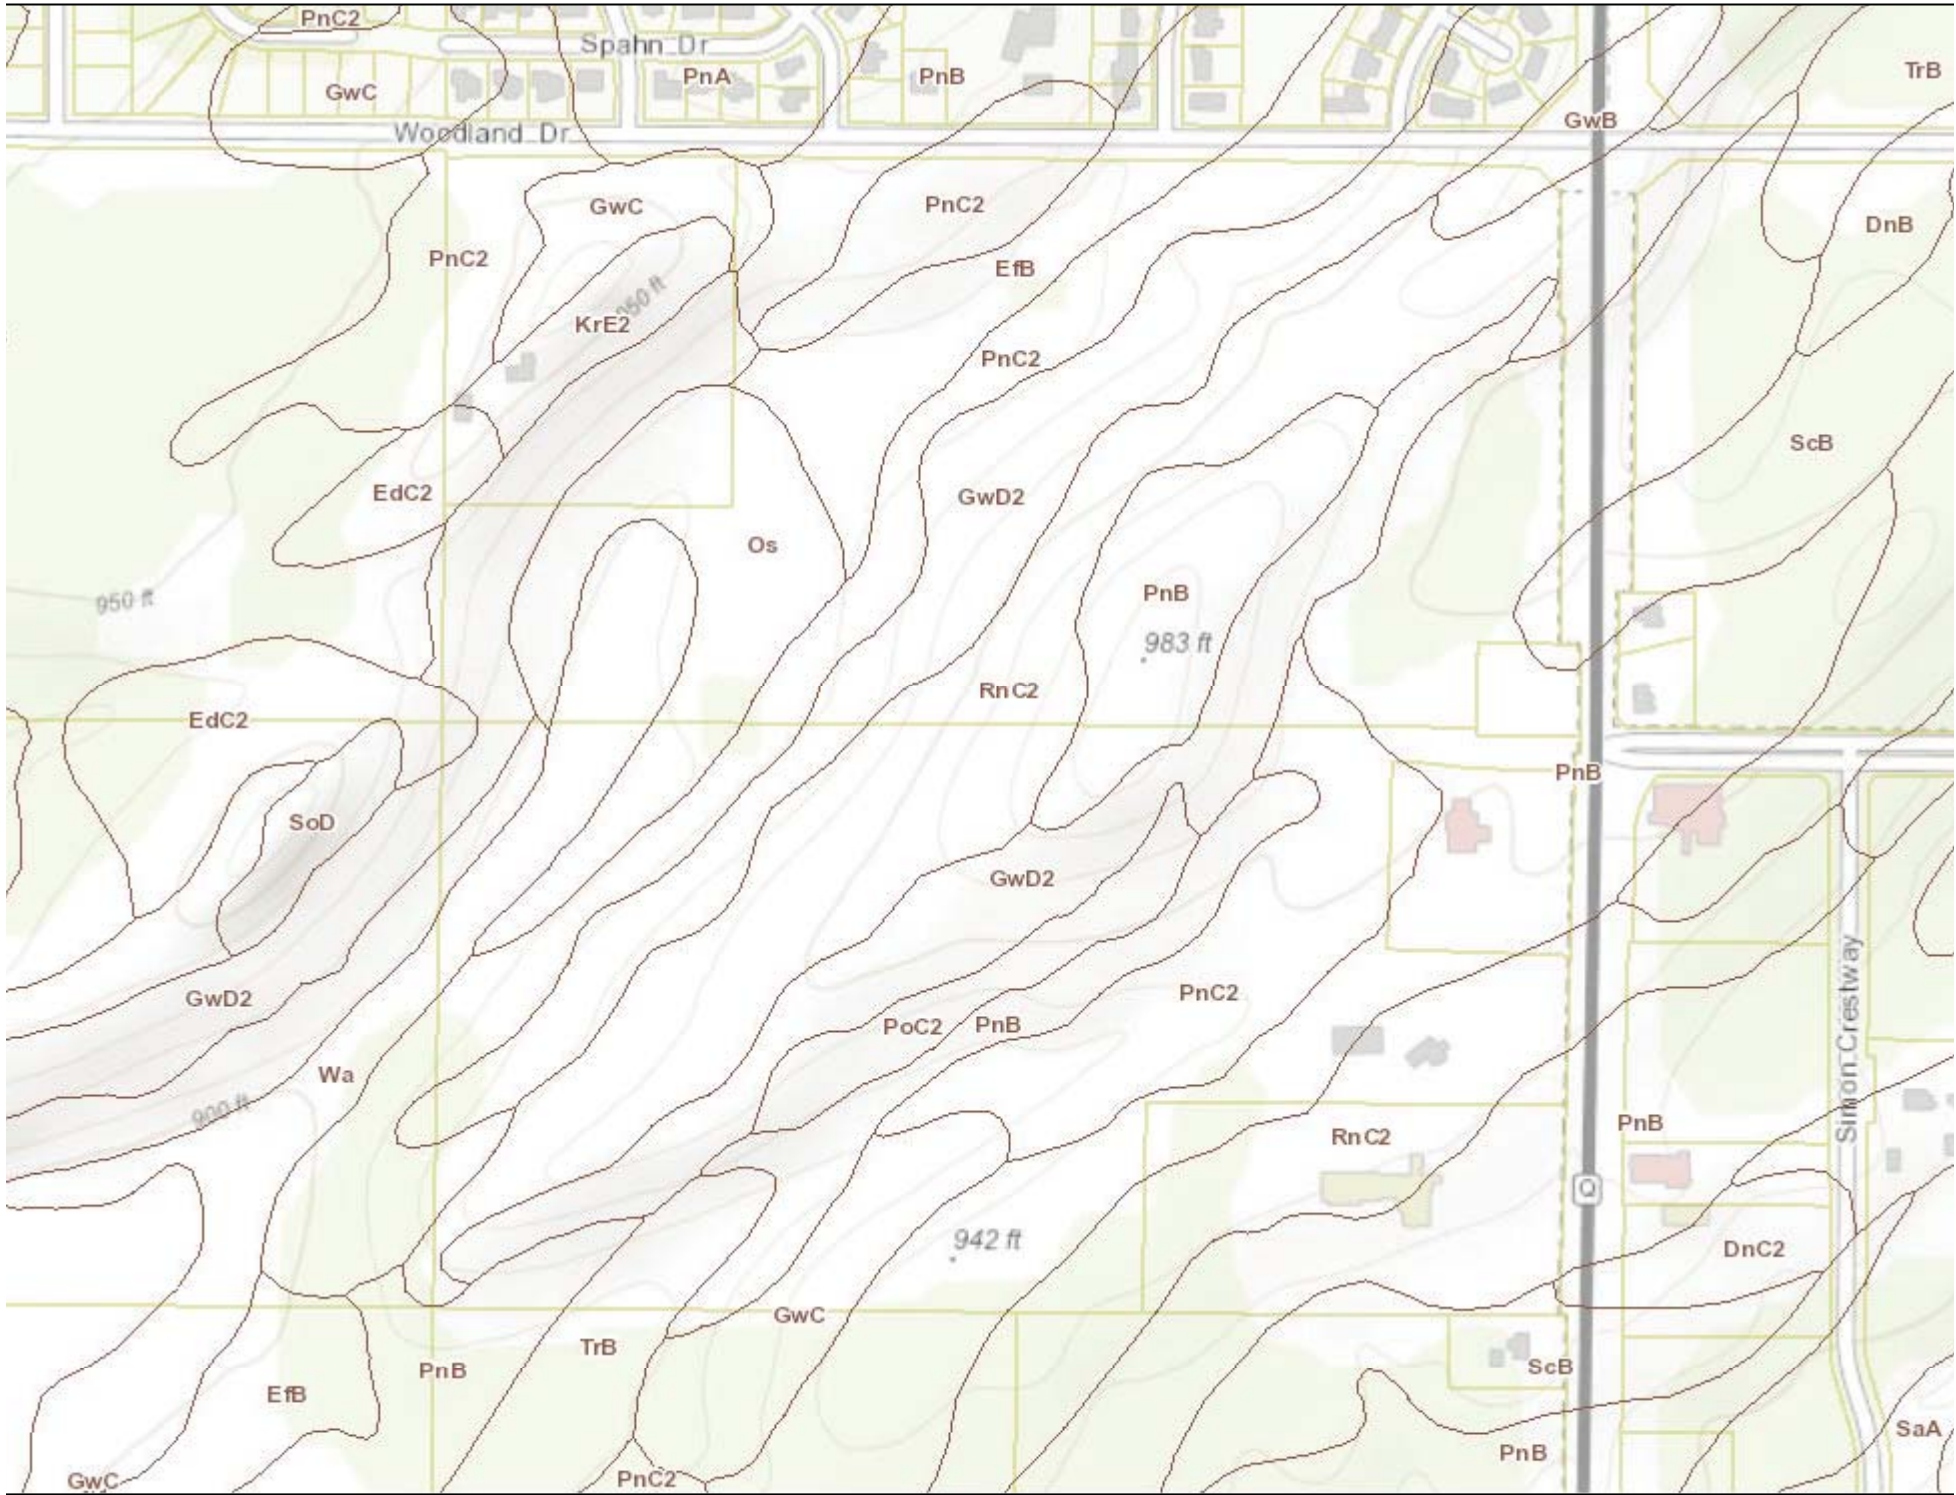 PnC2
Spahn Dr
TrB
PnA
PnB
GwC
GwB
Woodland Dr
GwC
PnC2
DnB
PnC2
EfB
950 ft
KrE2
PnC2
ScB
EdC2
GwD2
Os
PnB
950 ft
983 ft
RnC2
EdC2
PnB
SoD
GwD2
PnC2
GwD2
PoC2
PnB
Simon Crestway
Wa
900 ft
PnB
RnC2
Q
942 ft
DnC2
GwC
TrB
ScB
PnB
EfB
SaA
PnB
GwC
PnC2